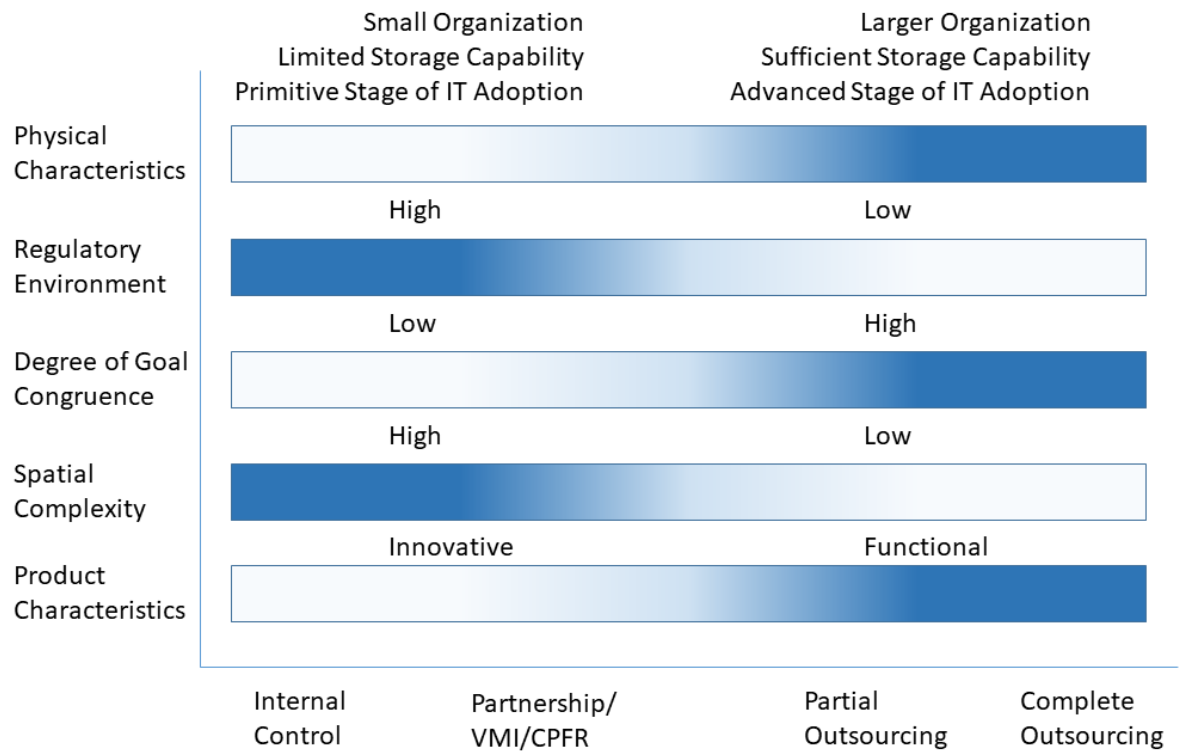 Small Organization
Limited Storage Capability
Primitive Stage of IT Adoption
Larger Organization
Sufficient Storage Capability
Advanced Stage of IT Adoption
Physical
Characteristics
High
Low
Regulatory
Environment
Low
High
Degree of Goal
Congruence
High
Low
Spatial
Complexity
Innovative
Functional
Product
Characteristics
Internal
Control
Partnership/
VMI/CPFR
Partial
Outsourcing
Complete
Outsourcing